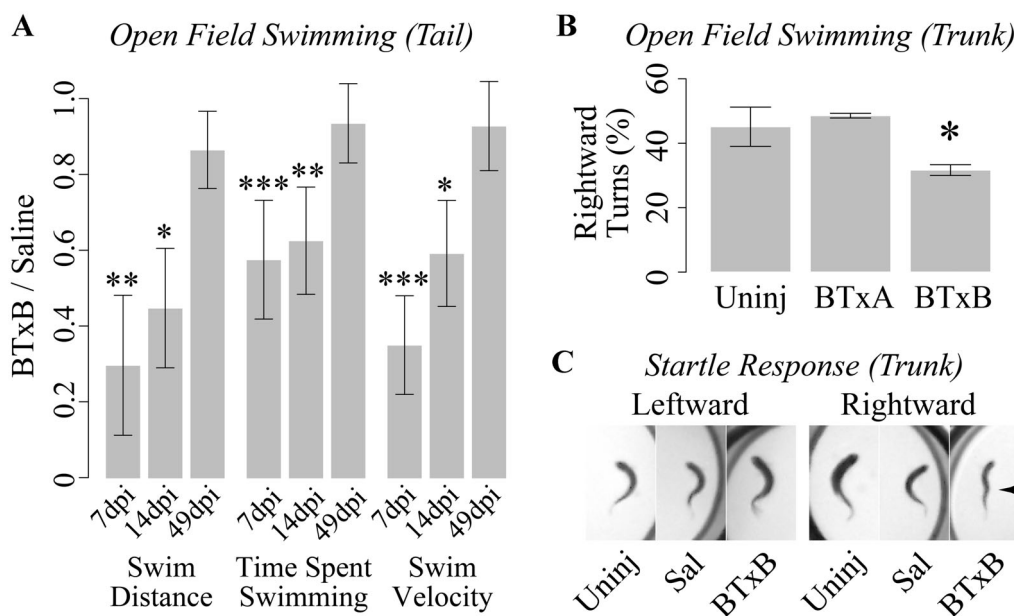 A
Open Field Swimming (Tail)
BTxB / Saline
1.0
0.8
0.6
0.4
0.2
0
**
*
***
**
***
*
7dpi
14dpi
49dpi
7dpi
14dpi
49dpi
7dpi
14dpi
49dpi
Swim
Distance
Time Spent
Swimming
Swim
Velocity
B
Open Field Swimming (Trunk)
Rightward
Turns (%)
60
40
20
0
*
Uninj
BTxA
BTxB
C
Startle Response (Trunk)
Leftward
Rightward
Uninj
Sal
BTxB
Uninj
Sal
BTxB